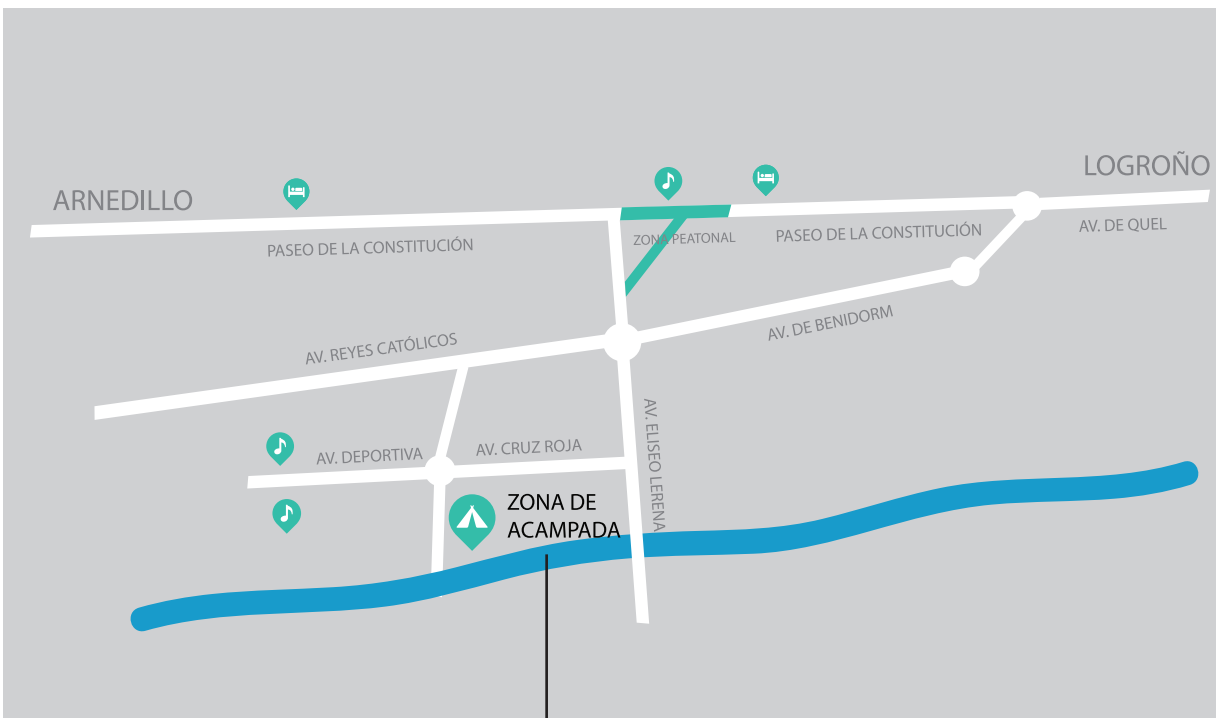 LOGROÑO
ARNEDILLO
AV. DE QUEL
PASEO DE LA CONSTITUCIÓN
ZONA PEATONAL
PASEO DE LA CONSTITUCIÓN
AV. DE BENIDORM
AV. REYES CATÓLICOS
AV. ELISEO LERENA
AV. CRUZ ROJA
AV. DEPORTIVA
ZONA DE
ACAMPADA